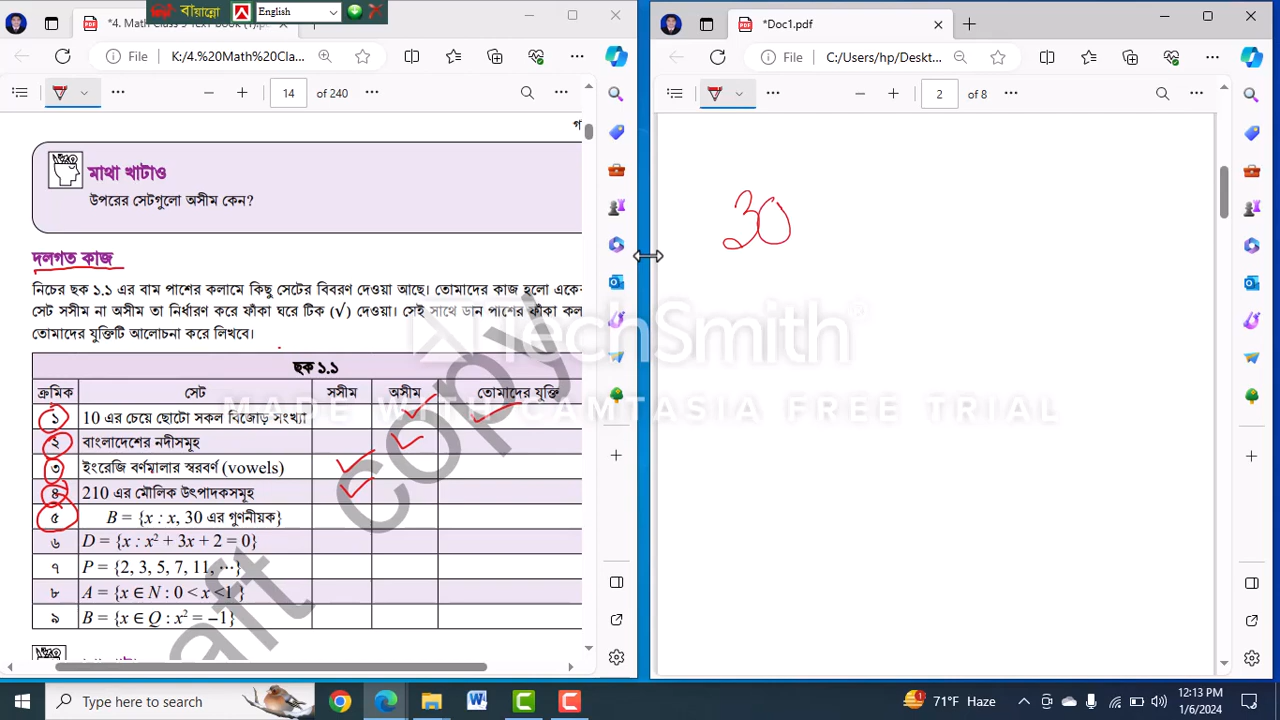 বায়ান্নো
English
*4. Math Class 9 Text Book (1).pdf
File
K:/4.%20Math%20Cla...
14
of 240
মাথা খাটাও
উপরের সেটগুলো অসীম কেন?
দলগত কাজ
নিচের ছক ১.১ এর বাম পাশের কলামে কিছু সেটের বিবরণ দেওয়া আছে। তোমাদের কাজ হলো একে
সেট সসীম না অসীম তা নির্ধারণ করে ফাঁকা ঘরে টিক (√) দেওয়া। সেই সাথে ডান পাশের ফাঁকা কল
তোমাদের যুক্তিটি আলোচনা করে লিখবে।
ছক ১.১
ক্রমিক সেট সসীম অসীম তোমাদের যুক্তি
১ 10 এর চেয়ে ছোটো সকল বিজোড় সংখ্যা
২ বাংলাদেশের নদীসমূহ
৩ ইংরেজি বর্ণমালার স্বরবর্ণ (vowels)
৪ 210 এর মৌলিক উৎপাদকসমূহ
৫ B = {x : x, 30 এর গুণনীয়ক}
৬ D = {x : x² + 3x + 2 = 0}
৭ P = {2, 3, 5, 7, 11, ···}
৮ A = {x ∈ N : 0 < x <1 }
৯ B = {x ∈ Q : x² = −1}
raft copy
*Doc1.pdf
File
C:/Users/hp/Deskt...
2
of 8
30
TechSmith
MADE WITH CAMTASIA FREE TRIAL
Type here to search
71°F Haze
12:13 PM
1/6/2024